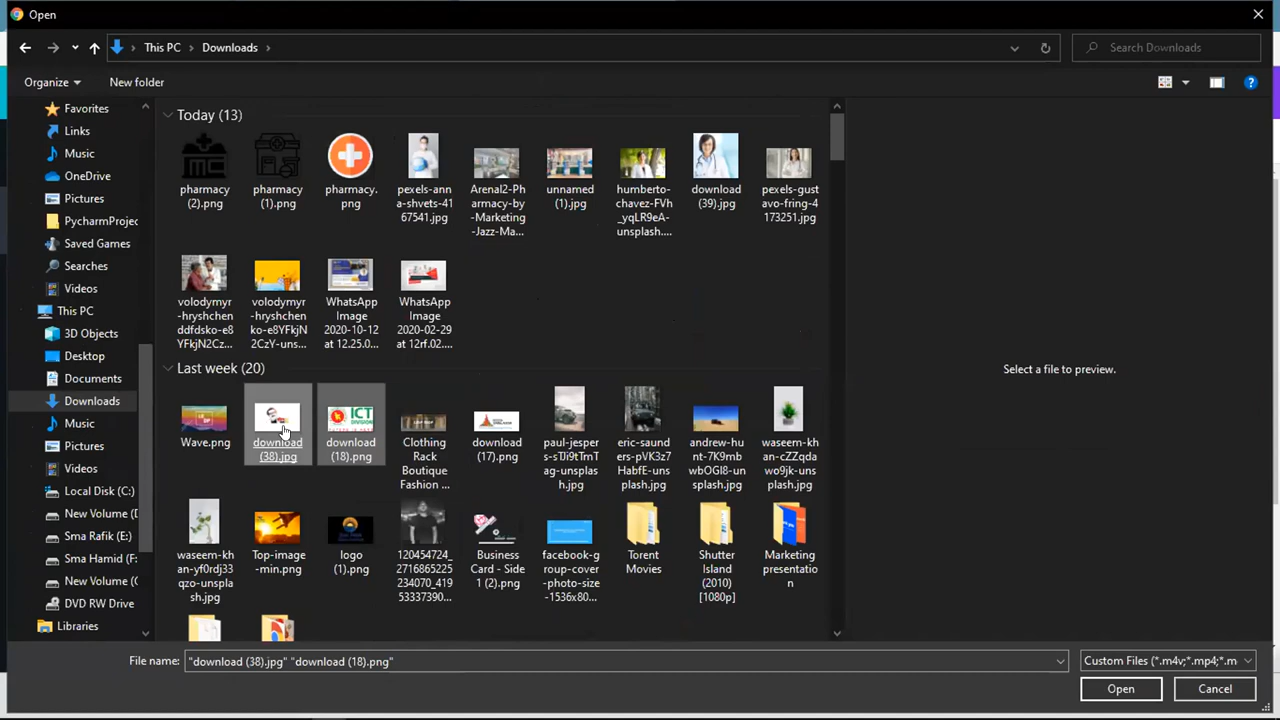 Open
This PC
Downloads
Search Downloads
Organize
New folder
Favorites
Links
Music
OneDrive
Pictures
PycharmProjec
Saved Games
Searches
Videos
This PC
3D Objects
Desktop
Documents
Downloads
Music
Pictures
Videos
Local Disk (C:)
New Volume (D
Sma Rafik (E:)
Sma Hamid (F:
New Volume (
DVD RW Drive
Libraries
Today (13)
pharmacy
(2).png
pharmacy
(1).png
pharmacy.
png
pexels-ann
a-shvets-41
67541.jpg
Arenal2-Ph
armacy-by
-Marketing
-Jazz-Ma...
unnamed
(1).jpg
humberto-
chavez-FVh
_yqLR9eA-
unsplash....
download
(39).jpg
pexels-gust
avo-fring-4
173251.jpg
volodymyr
-hryshchen
ddfdsko-e8
YFkjN2Cz...
volodymyr
-hryshchen
ko-e8YFkjN
2CzY-uns...
WhatsApp
Image
2020-10-12
at 12.25.0...
WhatsApp
Image
2020-02-29
at 12rf.02....
Last week (20)
Wave.png
download
(38).jpg
ICT
DIVISION
download
(18).png
Clothing
Rack
Boutique
Fashion ...
download
(17).png
paul-jesper
s-sTJi9tTmT
ag-unsplas
h.jpg
eric-saund
ers-pVK3z7
HabfE-uns
plash.jpg
andrew-hu
nt-7K9mb
wbOGI8-un
splash.jpg
waseem-kh
an-cZZqda
wo9jk-uns
plash.jpg
waseem-kh
an-yf0rdj33
qzo-unspla
sh.jpg
Top-image
-min.png
logo
(1).png
120454724_
2716865225
234070_419
53337390...
Business
Card - Side
1 (2).png
facebook-g
roup-cover
-photo-size
-1536x80...
Torent
Movies
Shutter
Island
(2010)
[1080p]
Marketing
presentatio
n
Select a file to preview.
File name:
"download (38).jpg" "download (18).png"
Custom Files (*.m4v;*.mp4;*.m
Open
Cancel